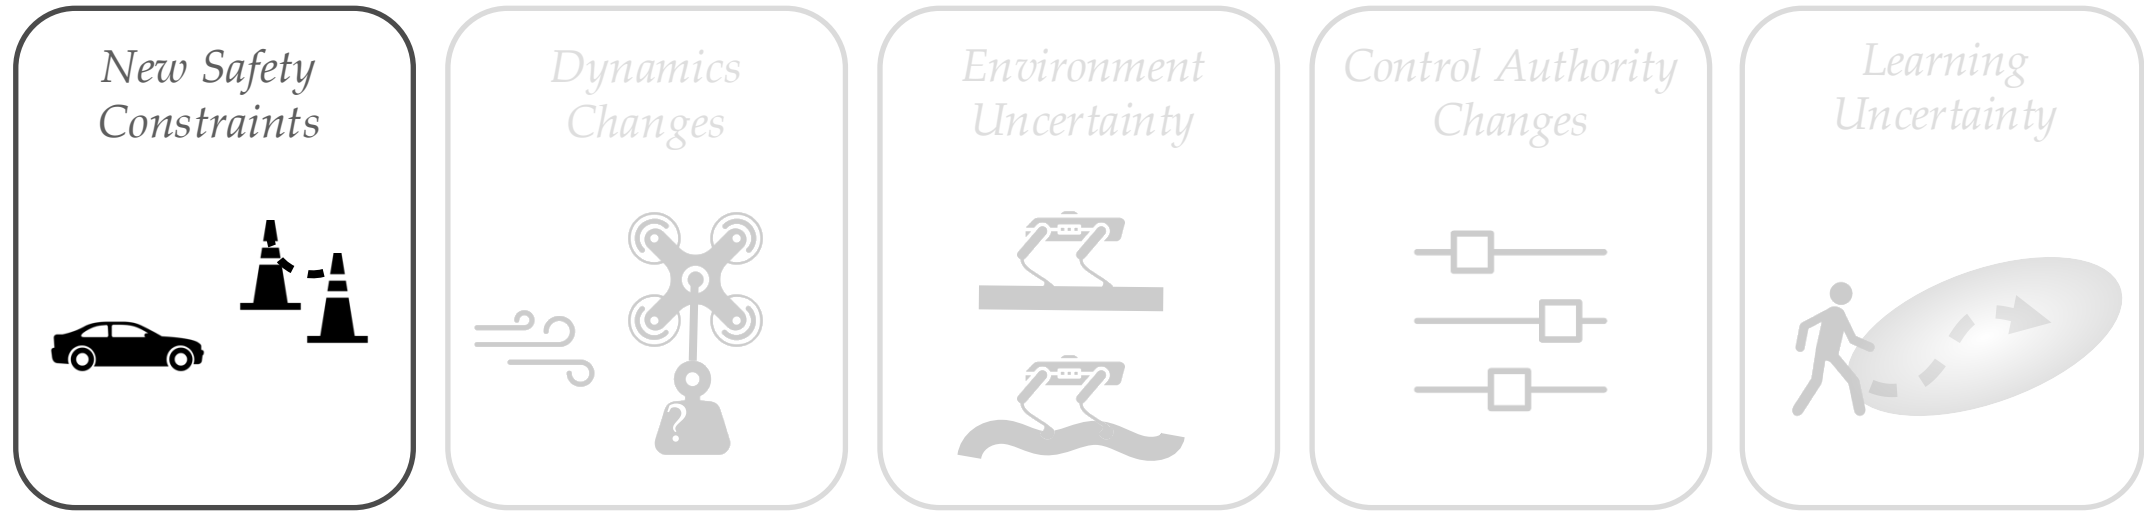 New Safety
Constraints
Dynamics
Changes
Environment
Uncertainty
Control Authority
Changes
Learning
Uncertainty
?